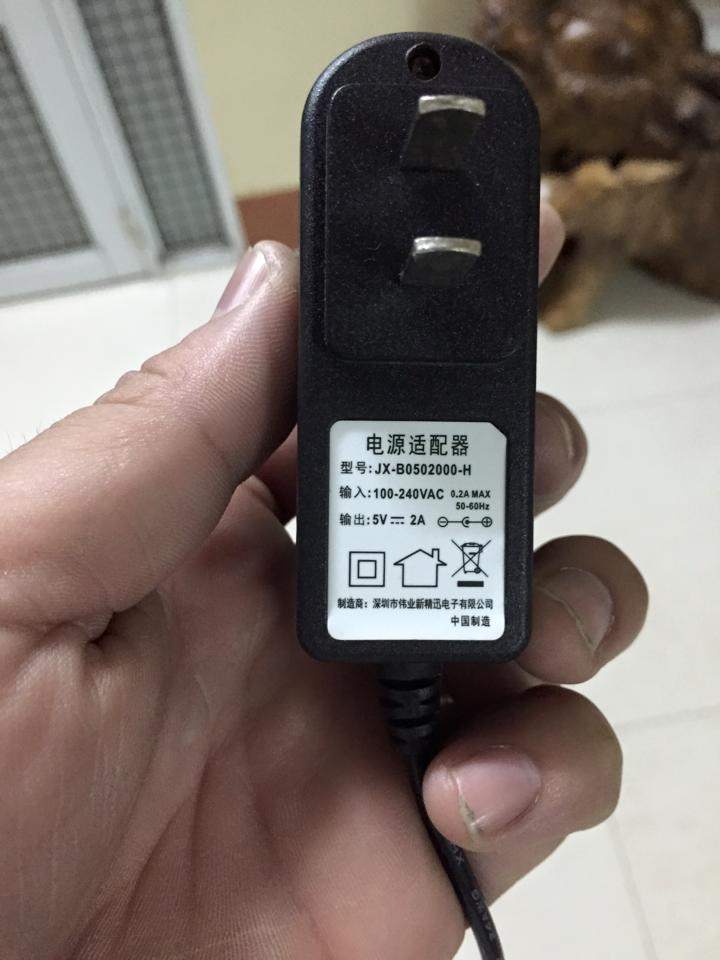 电源适配器
型号:JX-B0502000-H
输入:100-240VAC 0.2A MAX
50-60Hz
输出:5V⎓2A
制造商:深圳市伟业新精迅电子有限公司
中国制造